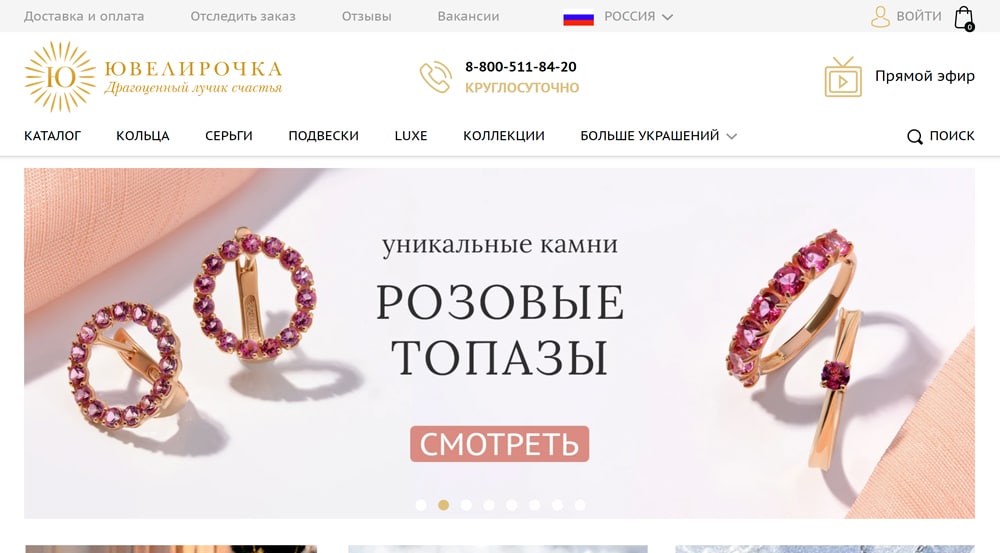 Доставка и оплата
Отследить заказ
Отзывы
Вакансии
РОССИЯ
ВОЙТИ
0
Ю
ЮВЕЛИРОЧКА
Драгоценный лучик счастья
8-800-511-84-20
КРУГЛОСУТОЧНО
Прямой эфир
КАТАЛОГ
КОЛЬЦА
СЕРЬГИ
ПОДВЕСКИ
LUXE
КОЛЛЕКЦИИ
БОЛЬШЕ УКРАШЕНИЙ
ПОИСК
уникальные камни
РОЗОВЫЕ
ТОПАЗЫ
СМОТРЕТЬ